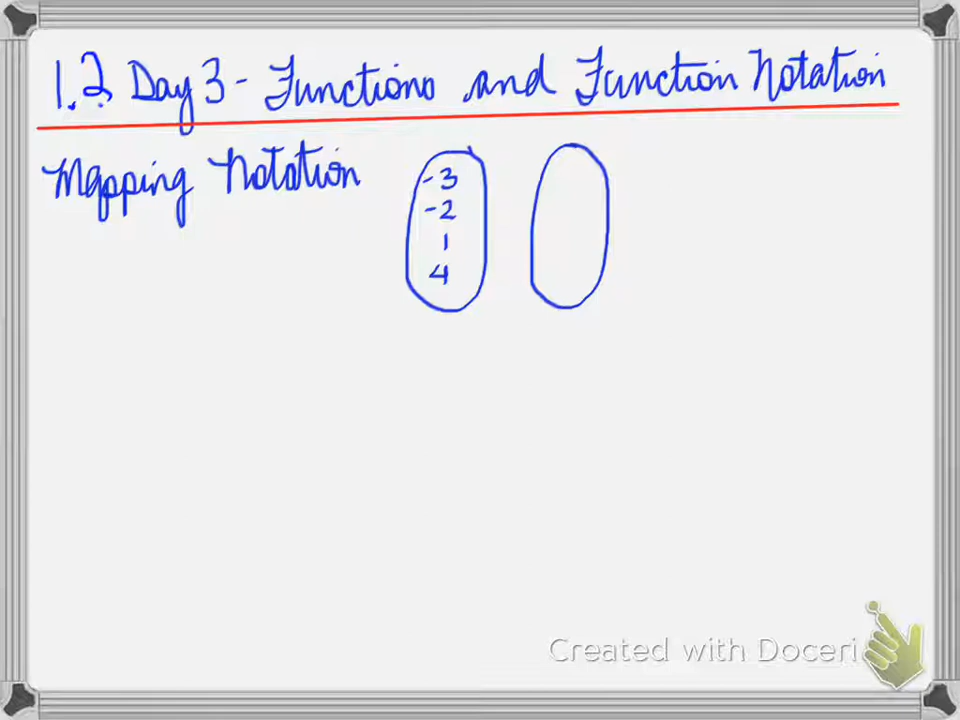 1.2 Day 3 - Functions and Function Notation
Mapping Notation
-3
-2
1
4
Created with Doceri